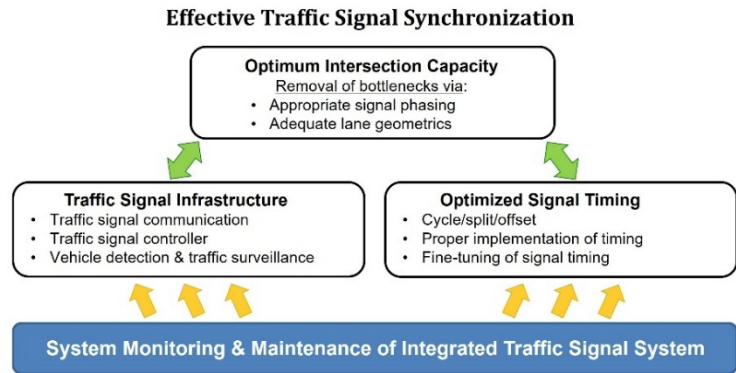 Effective Traffic Signal Synchronization
Optimum Intersection Capacity
Removal of bottlenecks via:
• Appropriate signal phasing
• Adequate lane geometrics
Traffic Signal Infrastructure
• Traffic signal communication
• Traffic signal controller
• Vehicle detection & traffic surveillance
Optimized Signal Timing
• Cycle/split/offset
• Proper implementation of timing
• Fine-tuning of signal timing
System Monitoring & Maintenance of Integrated Traffic Signal System